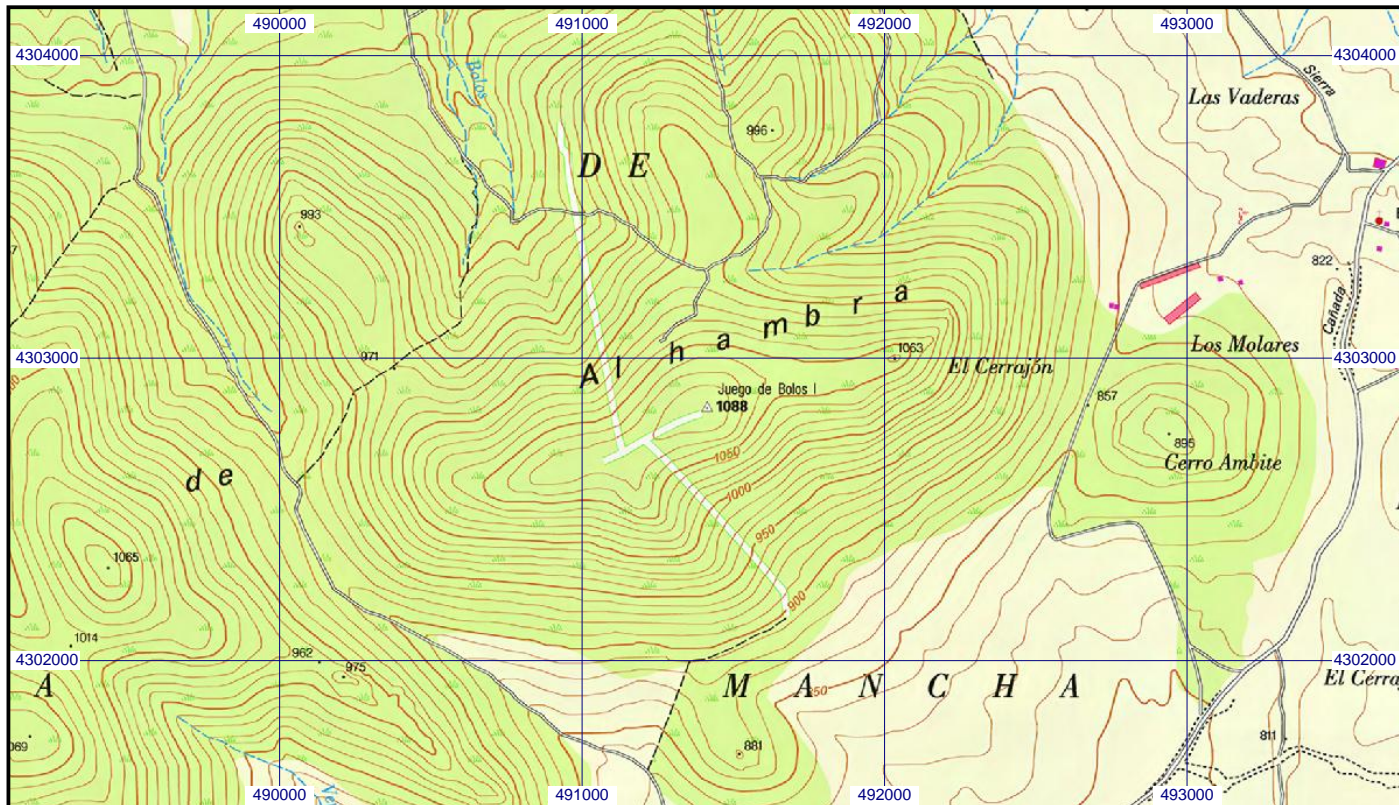 490000 491000 492000 493000
4304000 4304000
Bolos
Sierra
Las Vaderas
996
D E
993
822
Cañada
a
r
b
m
a
h
l
A
1063
El Cerrajón
Los Molares
971
4303000 4303000
Juego de Bolos I
1088
857
895
Cerro Ambite
1050
1000
950
900
de
1065
1014
962
975
4302000 4302000
A
M A N C H A
El Cerra
069
881
811
490000 491000 492000 493000